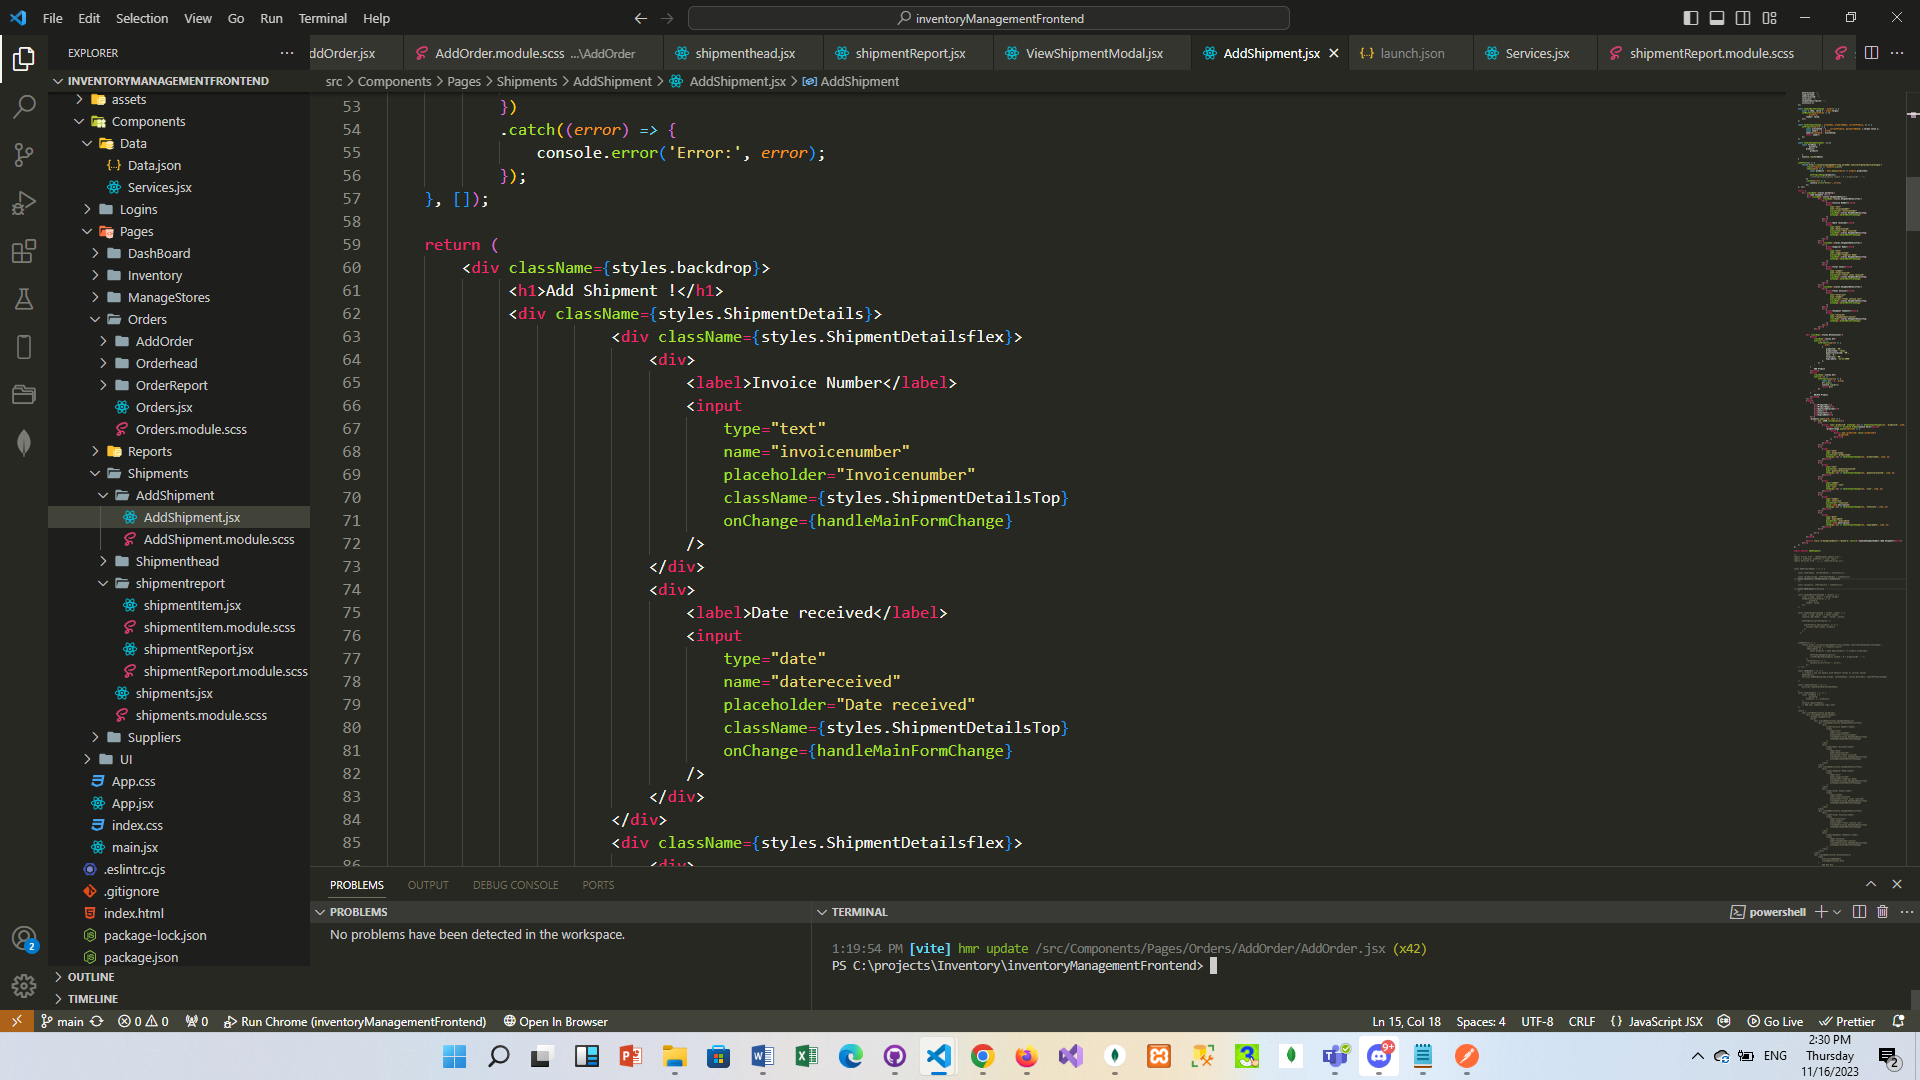 File Edit Selection View Go Run Terminal Help
inventoryManagementFrontend
EXPLORER
ddOrder.jsx
AddOrder.module.scss ...\AddOrder
shipmenthead.jsx
shipmentReport.jsx
ViewShipmentModal.jsx
AddShipment.jsx
launch.json
Services.jsx
shipmentReport.module.scss
INVENTORYMANAGEMENTFRONTEND
src > Components > Pages > Shipments > AddShipment > AddShipment.jsx > AddShipment
assets
Components
Data
Data.json
Services.jsx
Logins
Pages
DashBoard
Inventory
ManageStores
Orders
AddOrder
Orderhead
OrderReport
Orders.jsx
Orders.module.scss
Reports
Shipments
AddShipment
AddShipment.jsx
AddShipment.module.scss
Shipmenthead
shipmentreport
shipmentItem.jsx
shipmentItem.module.scss
shipmentReport.jsx
shipmentReport.module.scss
shipments.jsx
shipments.module.scss
Suppliers
UI
App.css
App.jsx
index.css
main.jsx
.eslintrc.cjs
.gitignore
index.html
package-lock.json
package.json
OUTLINE
TIMELINE
53 })
54 .catch((error) => {
55 console.error('Error:', error);
56 });
57 }, []);
58
59 return (
60 <div className={styles.backdrop}>
61 <h1>Add Shipment !</h1>
62 <div className={styles.ShipmentDetails}>
63 <div className={styles.ShipmentDetailsflex}>
64 <div>
65 <label>Invoice Number</label>
66 <input
67 type="text"
68 name="invoicenumber"
69 placeholder="Invoicenumber"
70 className={styles.ShipmentDetailsTop}
71 onChange={handleMainFormChange}
72 />
73 </div>
74 <div>
75 <label>Date received</label>
76 <input
77 type="date"
78 name="datereceived"
79 placeholder="Date received"
80 className={styles.ShipmentDetailsTop}
81 onChange={handleMainFormChange}
82 />
83 </div>
84 </div>
85 <div className={styles.ShipmentDetailsflex}>
86 <div>
PROBLEMS OUTPUT DEBUG CONSOLE PORTS
PROBLEMS
No problems have been detected in the workspace.
TERMINAL
powershell
1:19:54 PM [vite] hmr update /src/Components/Pages/Orders/AddOrder/AddOrder.jsx (x42)
PS C:\projects\Inventory\inventoryManagementFrontend>
2
main 0 0 0 Run Chrome (inventoryManagementFrontend) Open In Browser
Ln 15, Col 18 Spaces: 4 UTF-8 CRLF {} JavaScript JSX Go Live Prettier
9+
ENG
2:30 PM
Thursday
11/16/2023
2